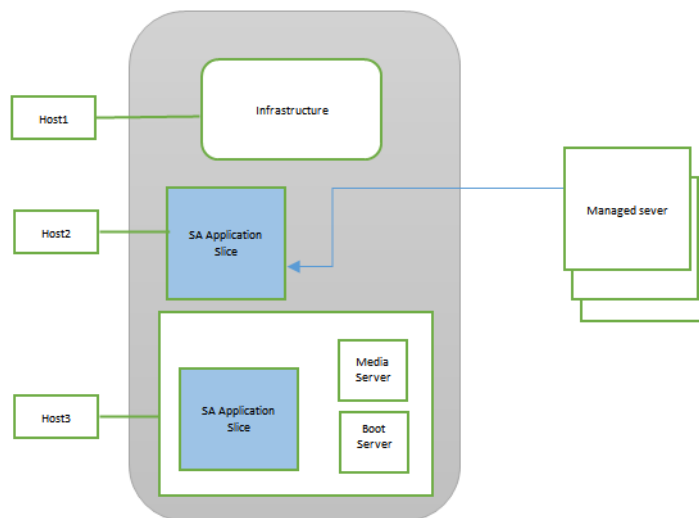 Infrastructure
Host1
Managed sever
Host2
SA Application
Slice
Media
Server
Host3
SA Application
Slice
Boot
Server